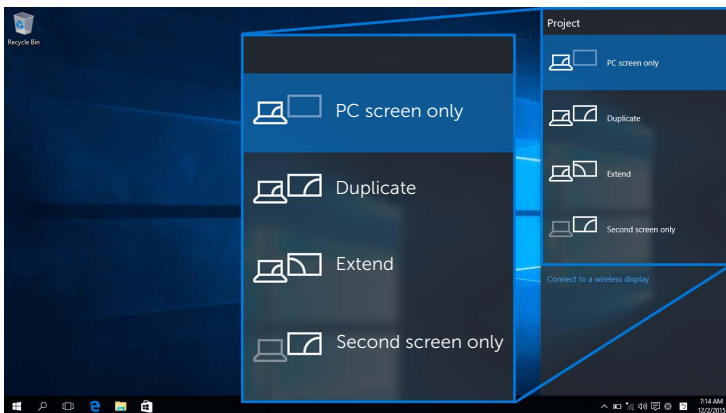 Recycle Bin
PC screen only
Duplicate
Extend
Second screen only
Project
PC screen only
Duplicate
Extend
Second screen only
Connect to a wireless display
7:14 AM